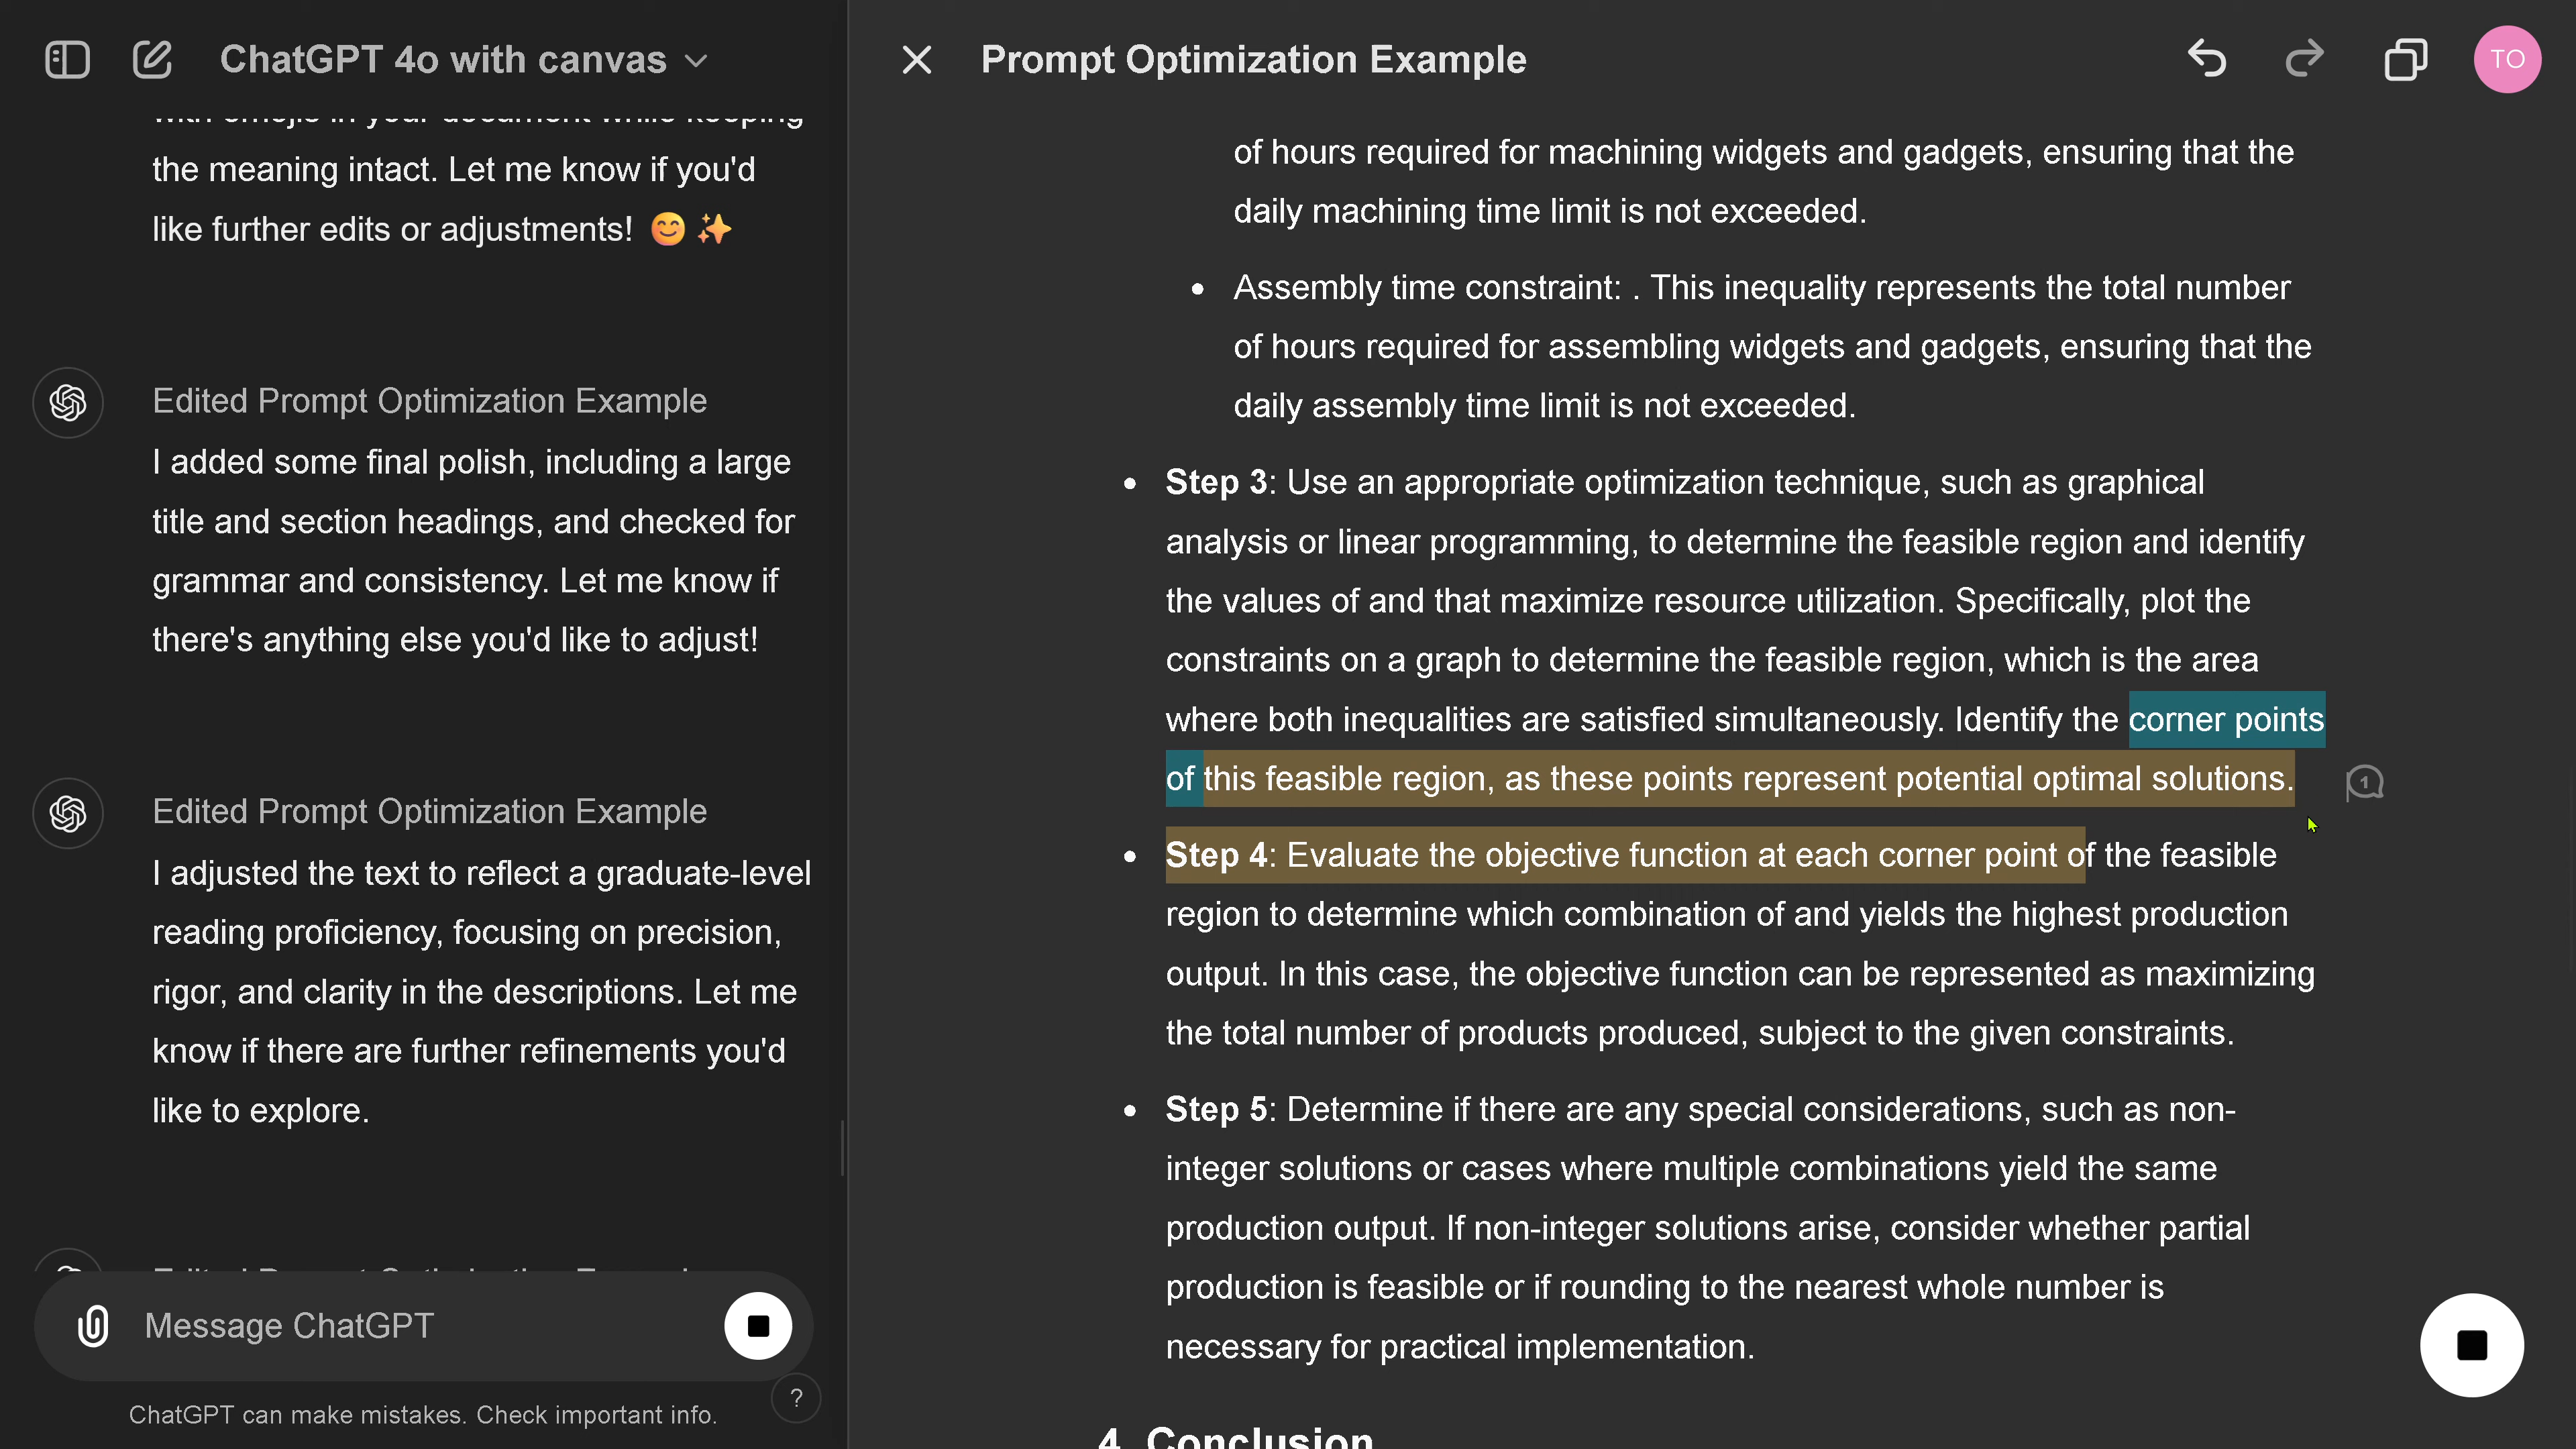 ChatGPT 4o with canvas
with emojis in your document while keeping
the meaning intact. Let me know if you'd
like further edits or adjustments! 😊 ✨
Edited Prompt Optimization Example
I added some final polish, including a large
title and section headings, and checked for
grammar and consistency. Let me know if
there's anything else you'd like to adjust!
Edited Prompt Optimization Example
I adjusted the text to reflect a graduate-level
reading proficiency, focusing on precision,
rigor, and clarity in the descriptions. Let me
know if there are further refinements you'd
like to explore.
Edited Prompt Optimization Example
Message ChatGPT
ChatGPT can make mistakes. Check important info.
?
Prompt Optimization Example
TO
of hours required for machining widgets and gadgets, ensuring that the
daily machining time limit is not exceeded.
• Assembly time constraint: . This inequality represents the total number
of hours required for assembling widgets and gadgets, ensuring that the
daily assembly time limit is not exceeded.
• Step 3: Use an appropriate optimization technique, such as graphical
analysis or linear programming, to determine the feasible region and identify
the values of and that maximize resource utilization. Specifically, plot the
constraints on a graph to determine the feasible region, which is the area
where both inequalities are satisfied simultaneously. Identify the corner points
of this feasible region, as these points represent potential optimal solutions.
1
• Step 4: Evaluate the objective function at each corner point of the feasible
region to determine which combination of and yields the highest production
output. In this case, the objective function can be represented as maximizing
the total number of products produced, subject to the given constraints.
• Step 5: Determine if there are any special considerations, such as non-
integer solutions or cases where multiple combinations yield the same
production output. If non-integer solutions arise, consider whether partial
production is feasible or if rounding to the nearest whole number is
necessary for practical implementation.
4. Conclusion